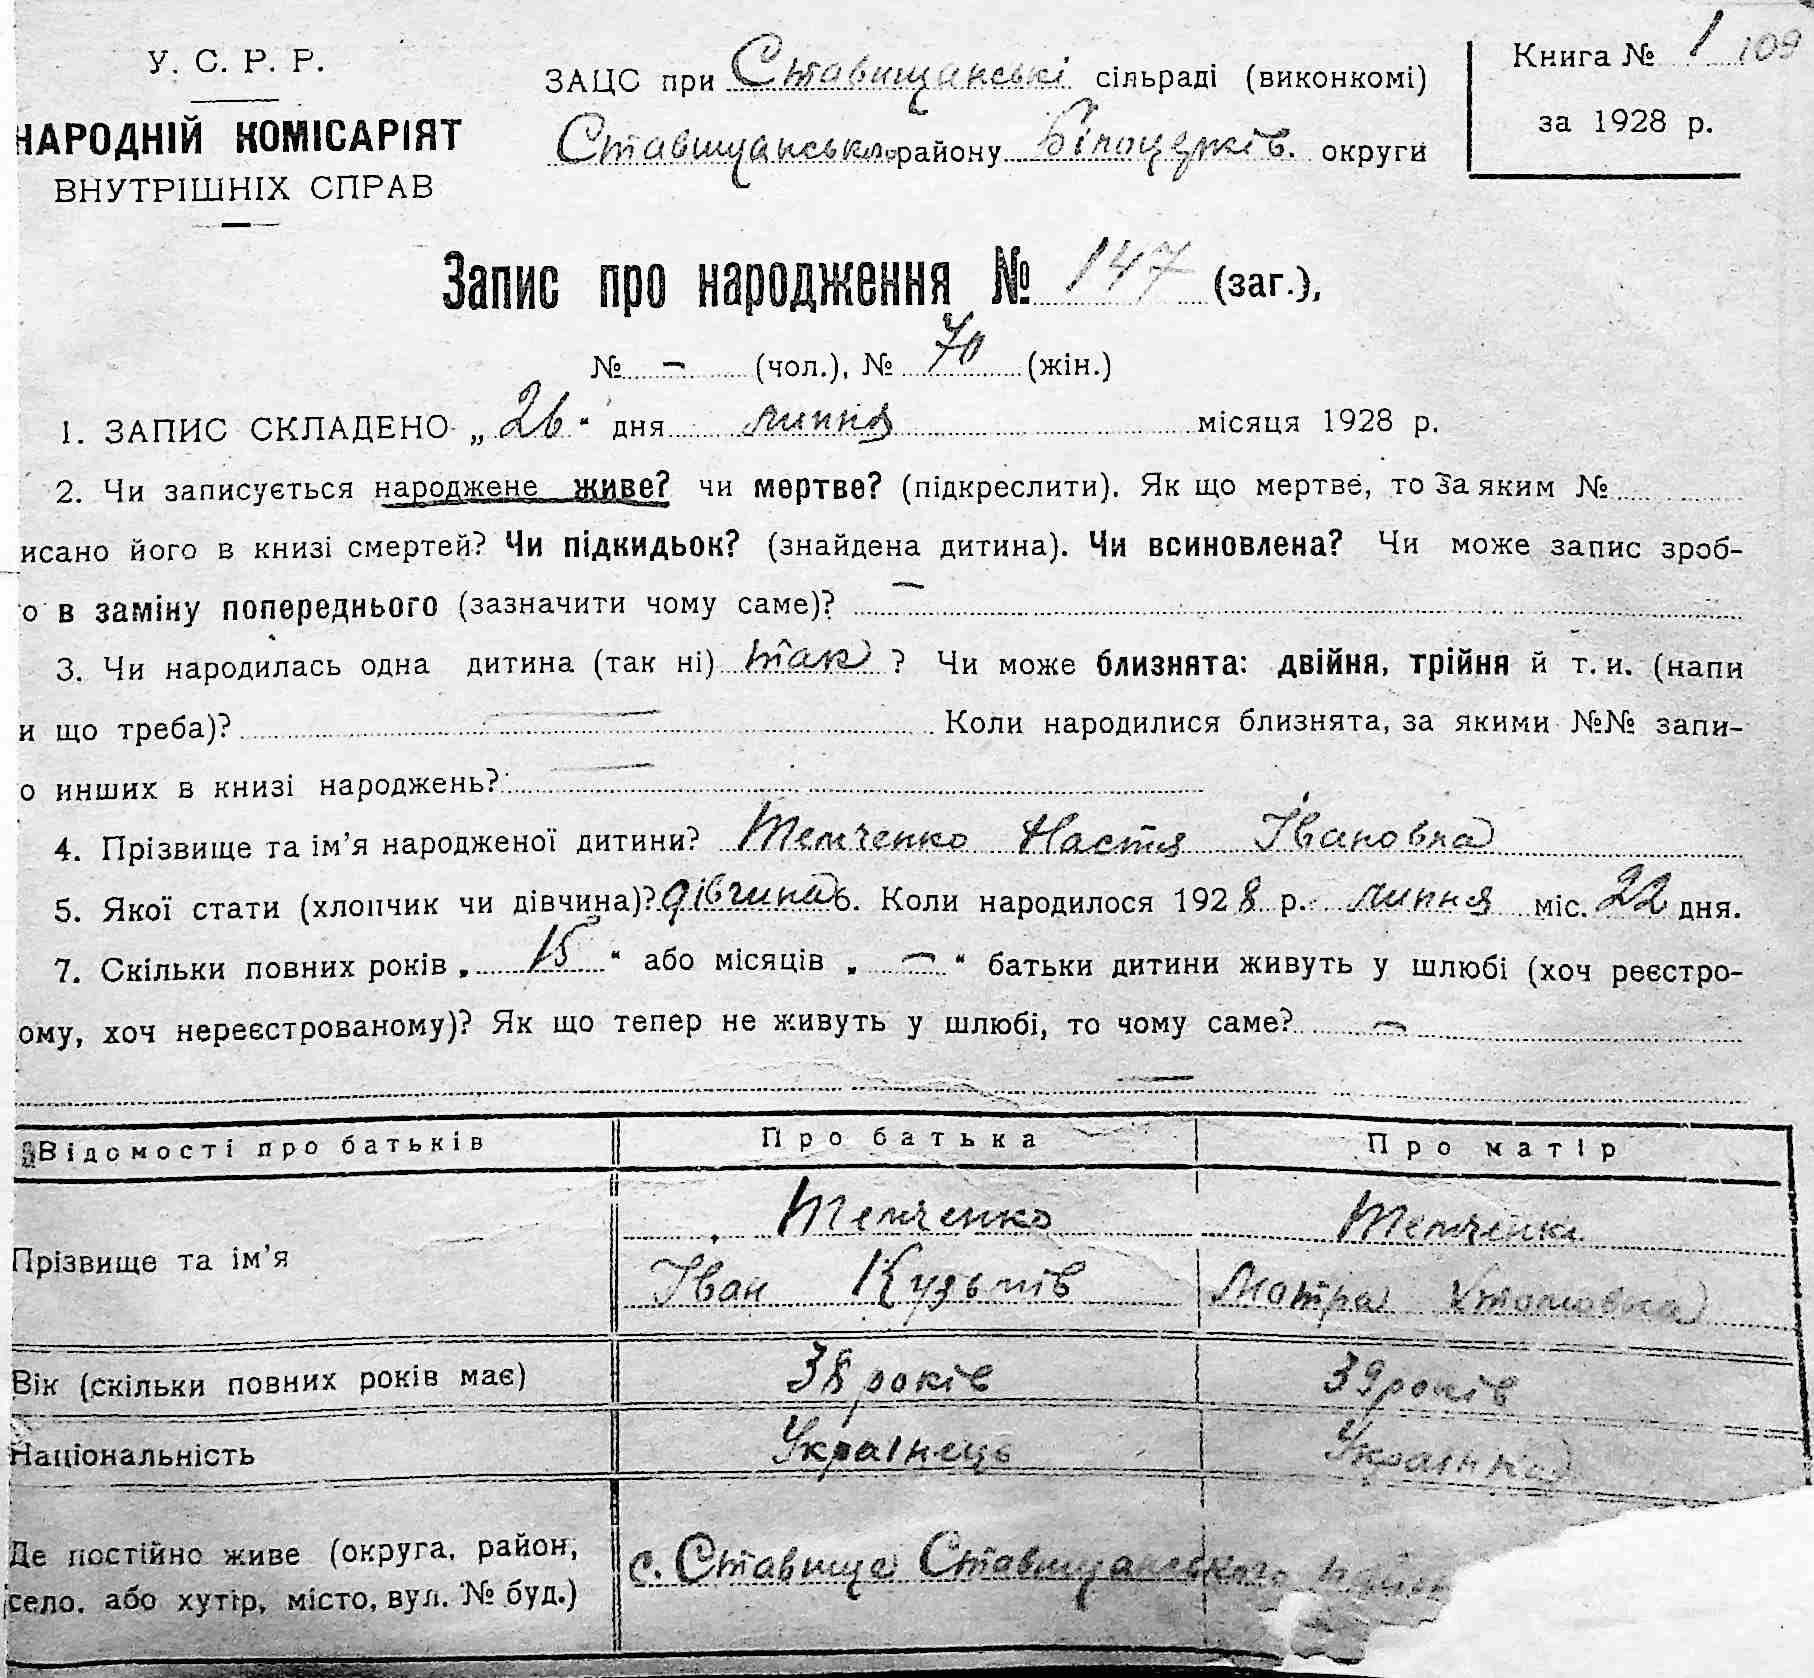 У. С. Р. Р.
НАРОДНІЙ КОМІСАРІЯТ
ВНУТРІШНІХ СПРАВ
ЗАЦС при Ставищанські сільраді (виконкомі)
Ставищанського району Білоцерків. округи
Книга № 1 109
за 1928 р.
Запис про народження № 147 (заг.),
№ — (чол.), № 70 (жін.)
1. ЗАПИС СКЛАДЕНО „26“ дня липня місяця 1928 р.
2. Чи записується народжене живе? чи мертве? (підкреслити). Як що мертве, то за яким №
исано його в книзі смертей? Чи підкидьок? (знайдена дитина). Чи всиновлена? Чи може запис зроб-
о в заміну попереднього (зазначити чому саме)? —
3. Чи народилась одна дитина (так ні) так ? Чи може близнята: двійня, трійня й т. и. (напи
и що треба)? — Коли народилися близнята, за якими №№ запи-
о инших в книзі народжень? —
4. Прізвище та ім’я народженої дитини? Темченко Настя Івановна
5. Якої стати (хлопчик чи дівчина)? дівчина 6. Коли народилося 1928 р. липня міс. 22 дня.
7. Скільки повних років „ 15 “ або місяців „ — “ батьки дитини живуть у шлюбі (хоч реєстро-
ому, хоч нереєстрованому)? Як що тепер не живуть у шлюбі, то чому саме? —
—
Відомості про батьків Про батька Про матір
Темченко Темченко
Прізвище та ім’я
Іван Кузьмів Мотра
Вік (скільки повних років має) 38 років 39 років
Національність Українець Українка
Де постійно живе (округа, район,
с. Ставище Ставищанського
село, або хутір, місто, вул. № буд.)